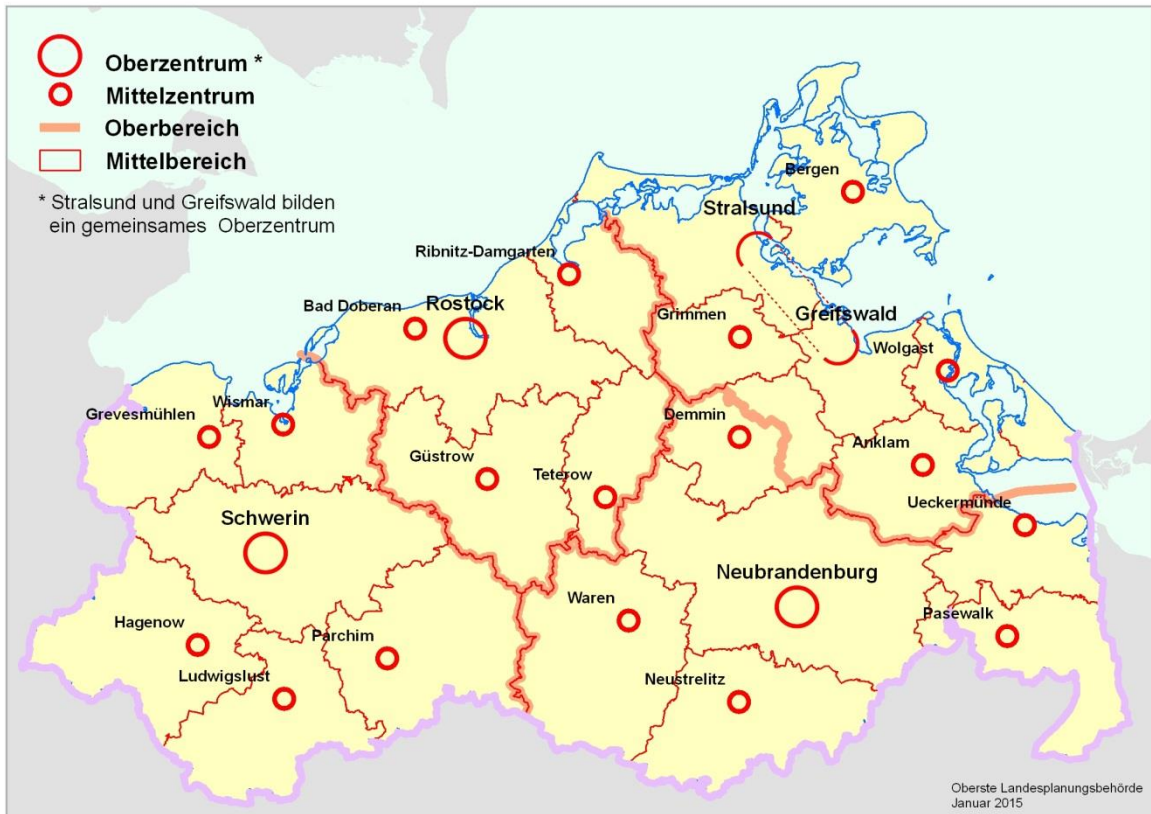 Oberzentrum *
Mittelzentrum
Oberbereich
Mittelbereich
* Stralsund und Greifswald bilden
ein gemeinsames Oberzentrum
Bergen
Stralsund
Ribnitz-Damgarten
Bad Doberan
Rostock
Greifswald
Grimmen
Wolgast
Grevesmühlen
Wismar
Demmin
Anklam
Güstrow
Teterow
Ueckermünde
Schwerin
Neubrandenburg
Waren
Hagenow
Parchim
Pasewalk
Ludwigslust
Neustrelitz
Oberste Landesplanungsbehörde
Januar 2015